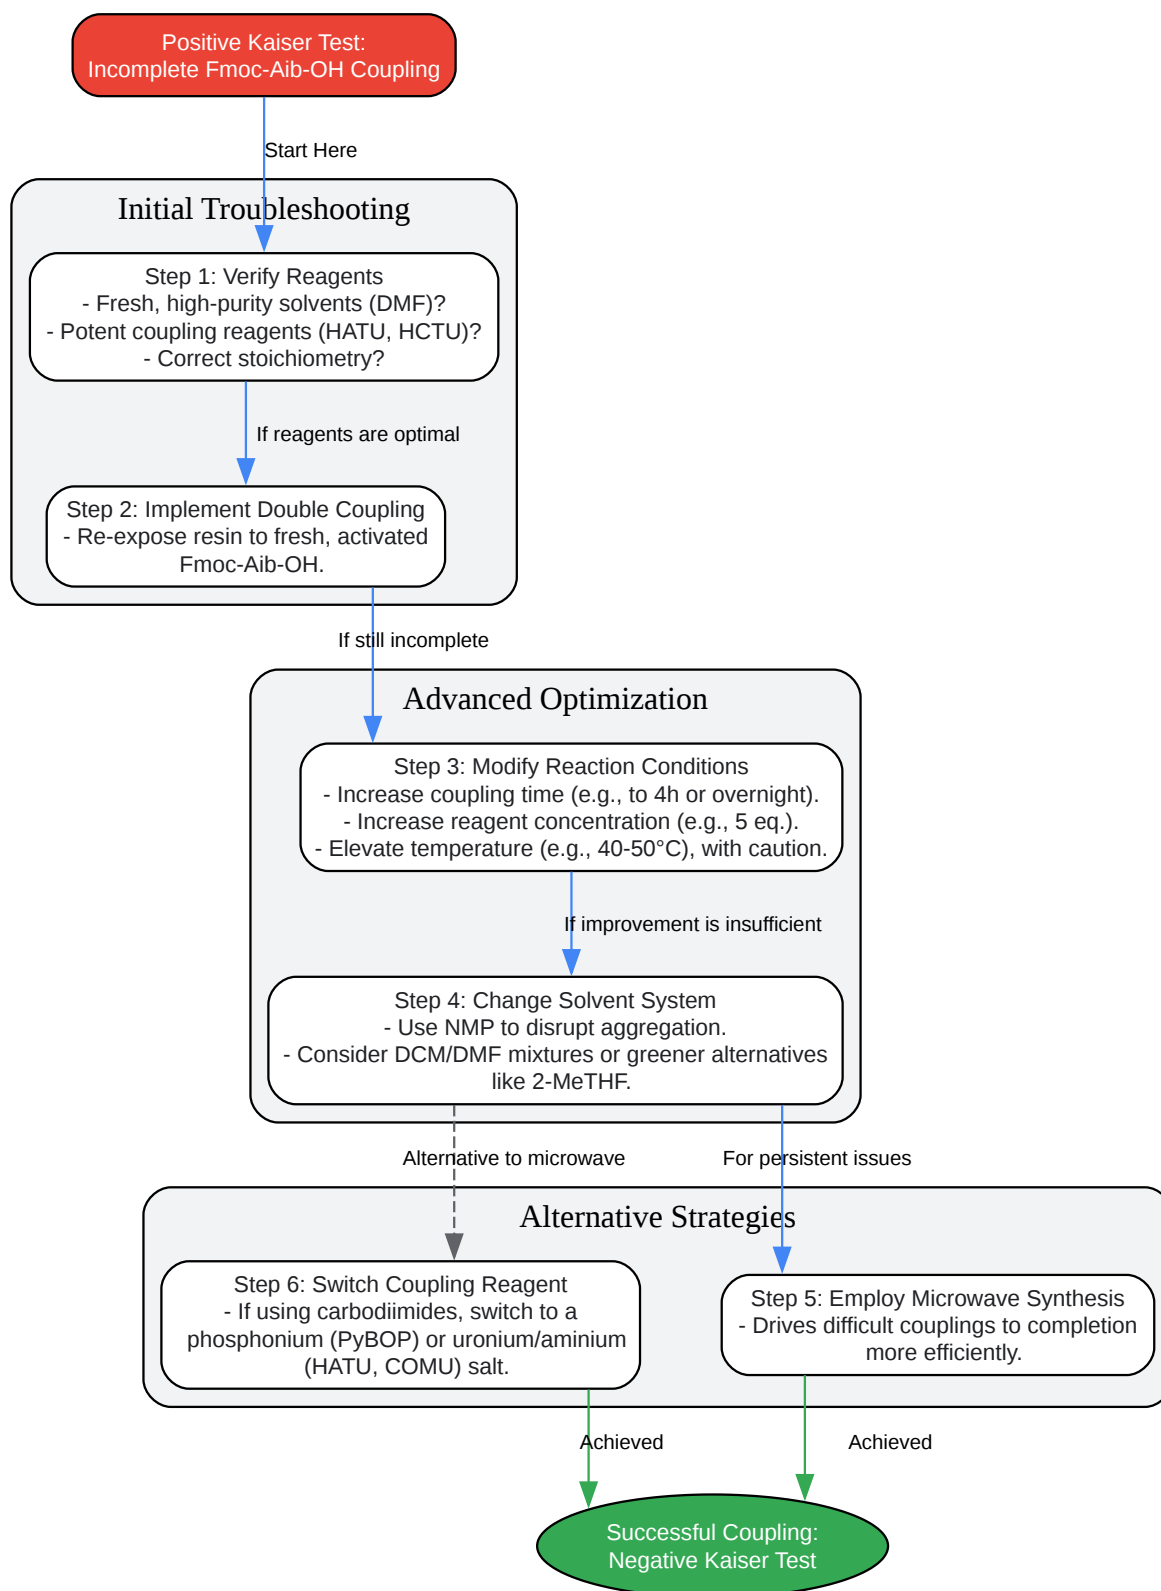 Positive Kaiser Test:
Incomplete Fmoc-Aib-OH Coupling
Start Here
Initial Troubleshooting
Step 1: Verify Reagents
- Fresh, high-purity solvents (DMF)?
- Potent coupling reagents (HATU, HCTU)?
- Correct stoichiometry?
If reagents are optimal
Step 2: Implement Double Coupling
- Re-expose resin to fresh, activated
Fmoc-Aib-OH.
If still incomplete
Advanced Optimization
Step 3: Modify Reaction Conditions
- Increase coupling time (e.g., to 4h or overnight).
- Increase reagent concentration (e.g., 5 eq.).
- Elevate temperature (e.g., 40-50°C), with caution.
If improvement is insufficient
Step 4: Change Solvent System
- Use NMP to disrupt aggregation.
- Consider DCM/DMF mixtures or greener alternatives
like 2-MeTHF.
Alternative to microwave
For persistent issues
Alternative Strategies
Step 6: Switch Coupling Reagent
- If using carbodiimides, switch to a
phosphonium (PyBOP) or uronium/aminium
(HATU, COMU) salt.
Step 5: Employ Microwave Synthesis
- Drives difficult couplings to completion
more efficiently.
Achieved
Achieved
Successful Coupling:
Negative Kaiser Test